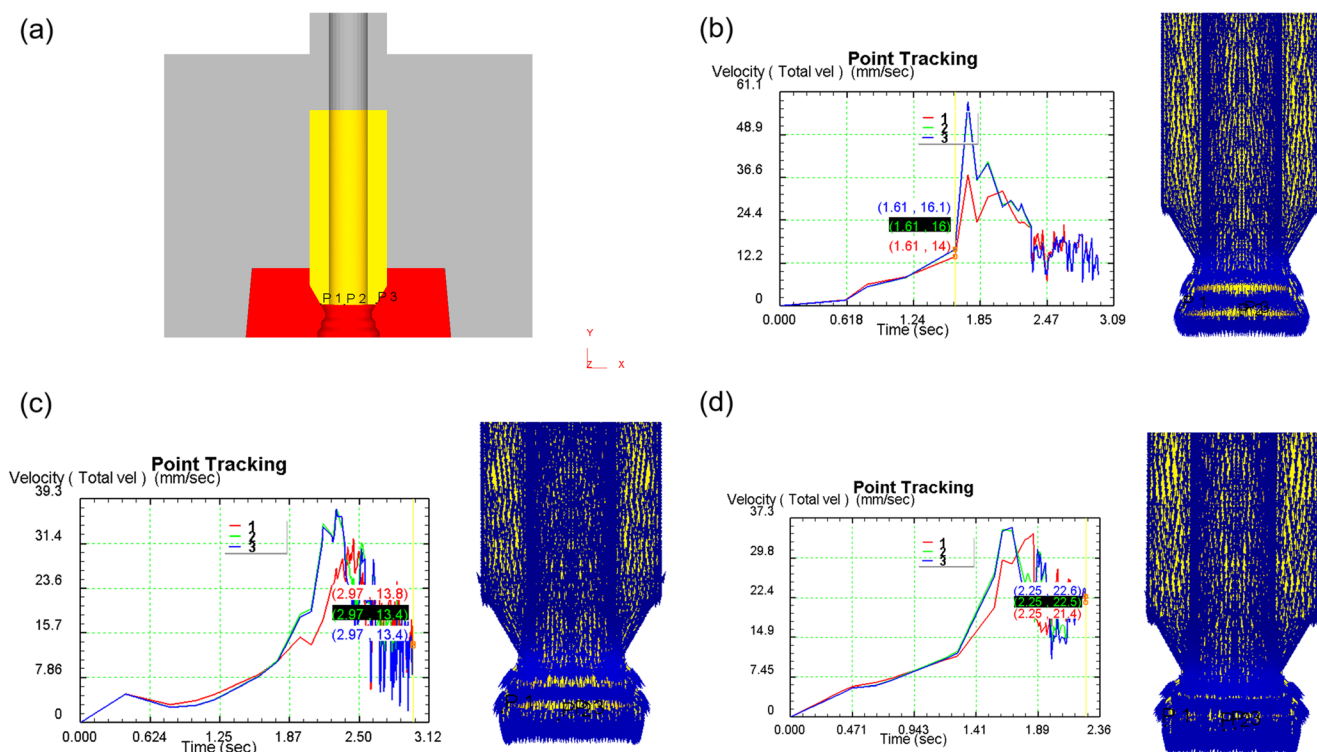 (a)
P 1 P 2 P 3
Y
Z X
(b)
Point Tracking
Velocity ( Total vel ) (mm/sec)
61.1
48.9
36.6
24.4
12.2
0
1
2
3
(1.61 , 16.1)
(1.61 , 16)
(1.61 , 14)
0.000 0.618 1.24 1.85 2.47 3.09
Time (sec)
P 1
(c)
Point Tracking
Velocity ( Total vel ) (mm/sec)
39.3
31.4
23.6
15.7
7.86
0
1
2
3
(2.97 , 13.8)
(2.97 , 13.4)
(2.97 , 13.4)
0.000 0.624 1.25 1.87 2.50 3.12
Time (sec)
P 1
(d)
Point Tracking
Velocity ( Total vel ) (mm/sec)
37.3
29.8
22.4
14.9
7.45
0
1
2
3
(2.25 , 22.6)
(2.25 , 22.5)
(2.25 , 21.4)
0.000 0.471 0.943 1.41 1.89 2.36
Time (sec)
P 1